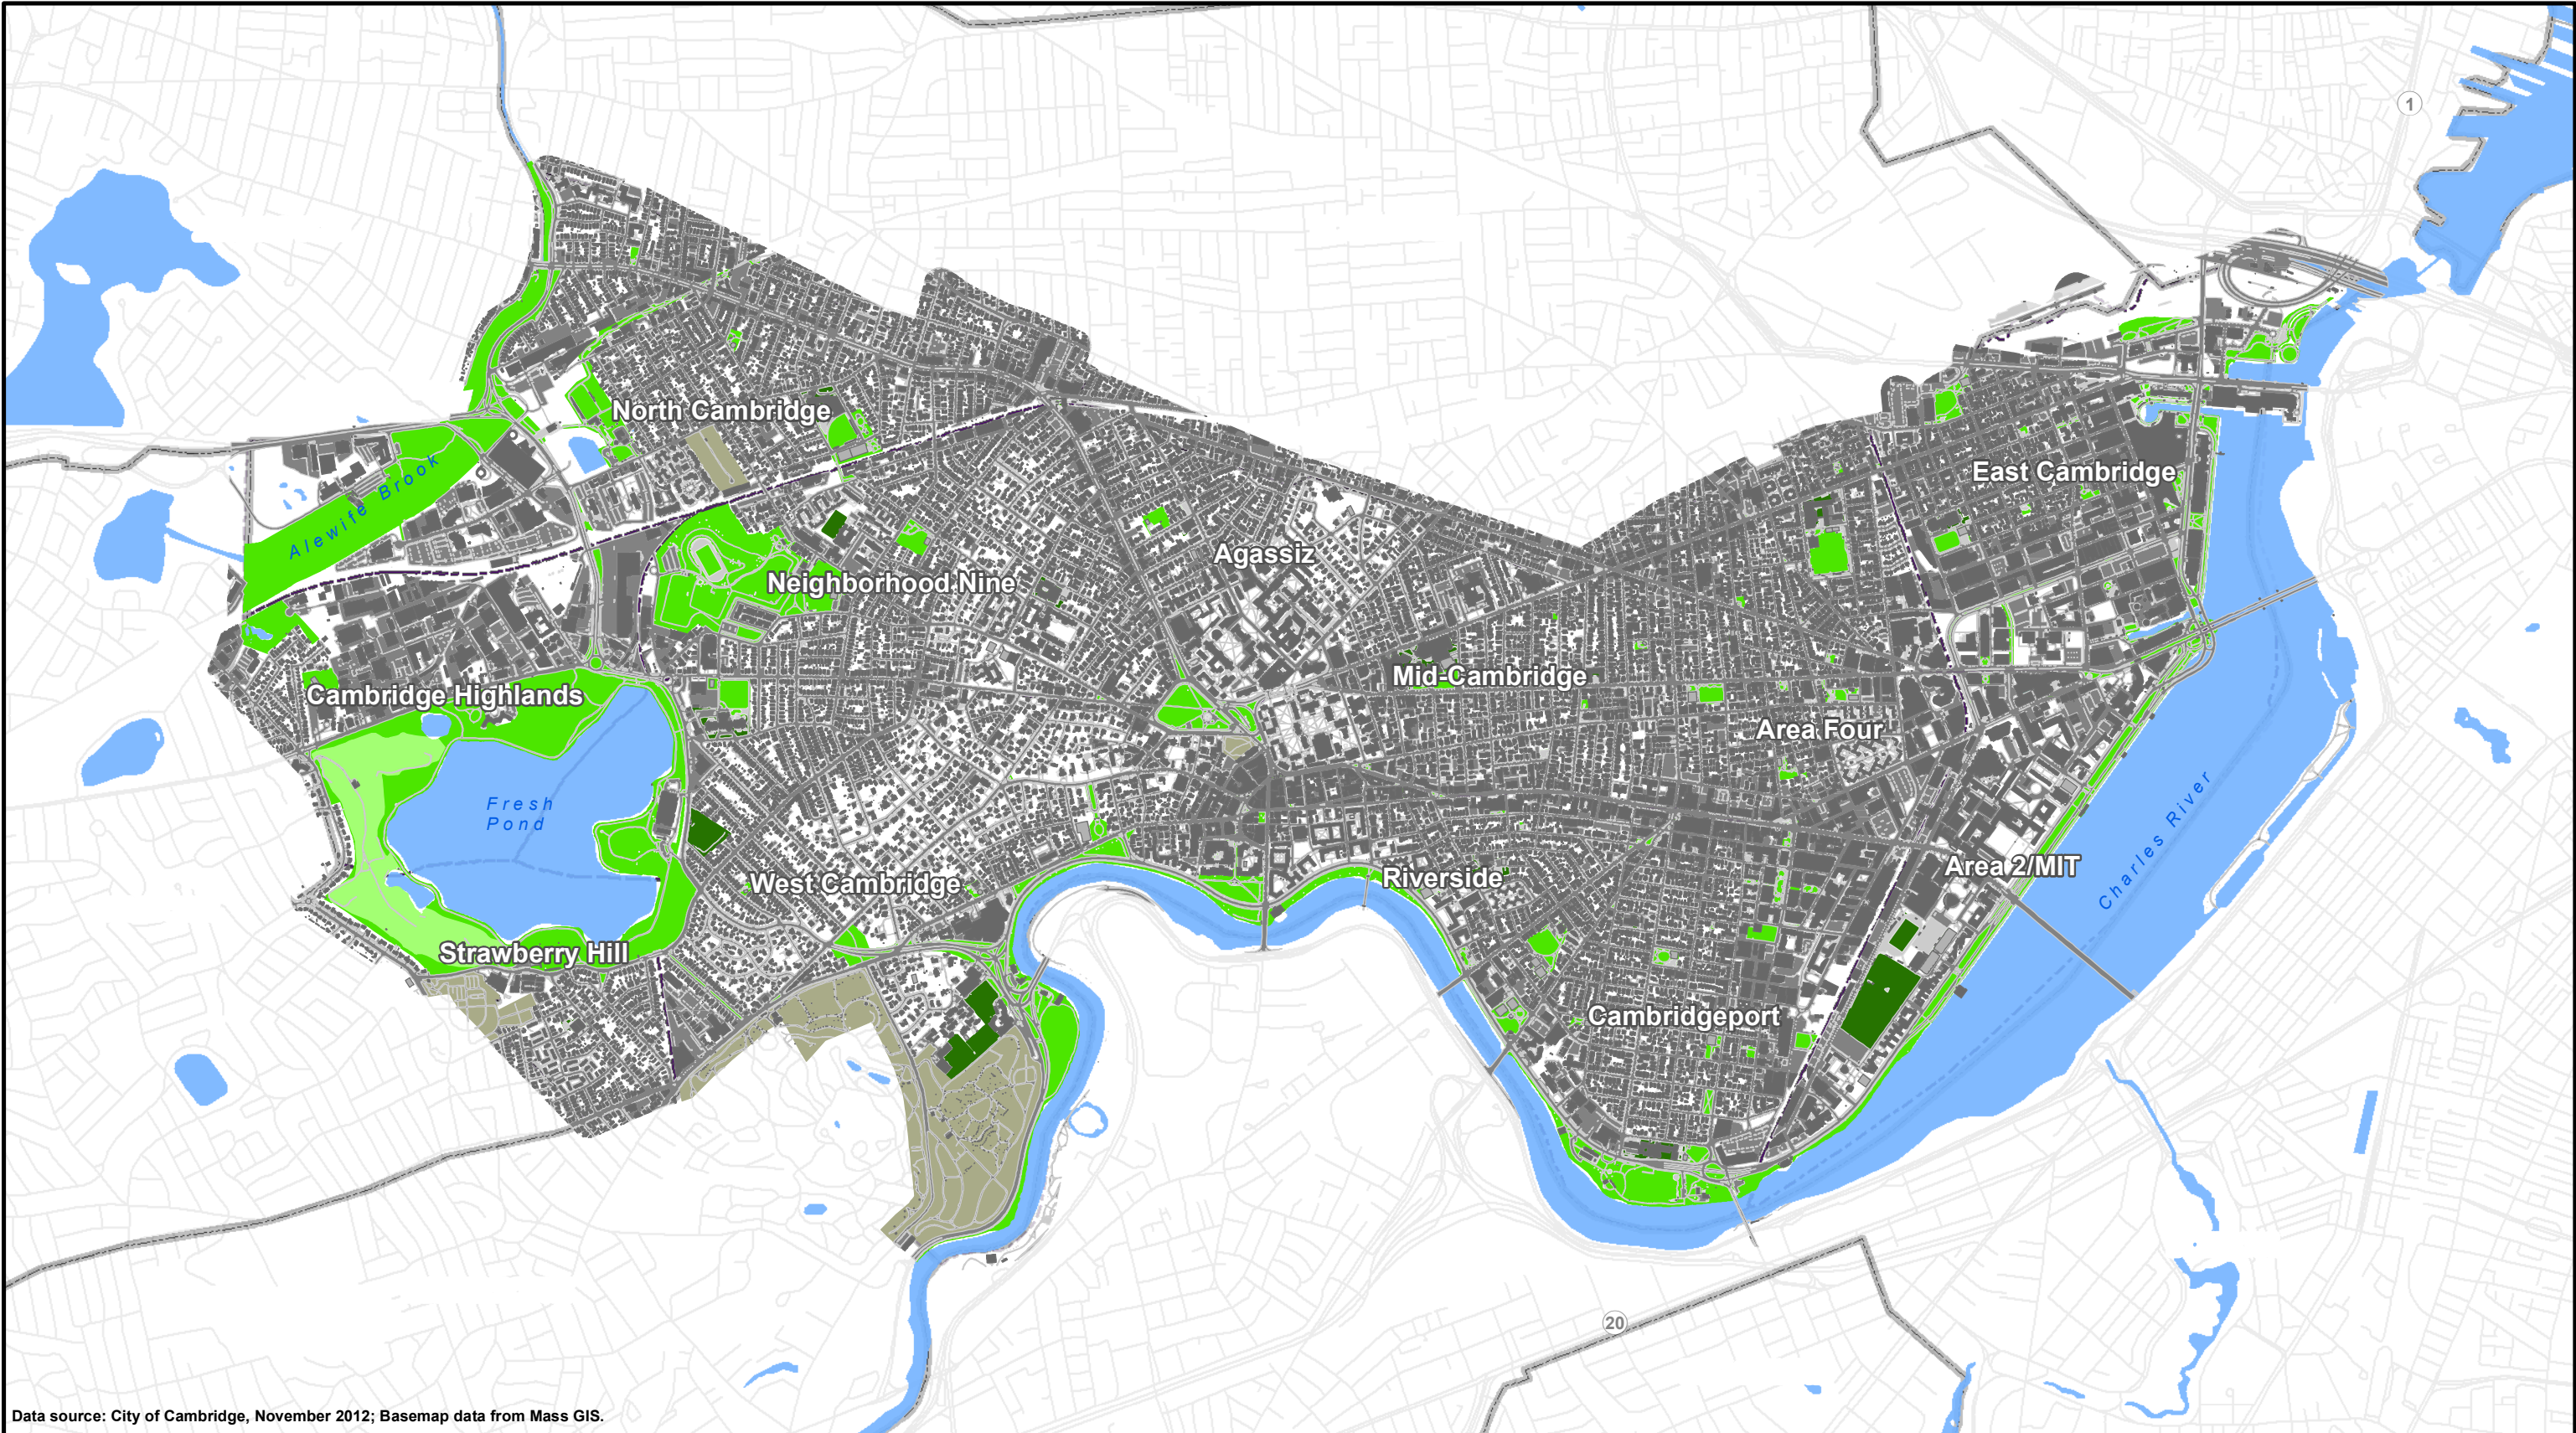 1
North Cambridge
East Cambridge
Alewife Brook
Agassiz
Neighborhood Nine
Mid-Cambridge
Cambridge Highlands
Area Four
Fresh
Pond
Charles River
Area 2/MIT
Riverside
West Cambridge
Strawberry Hill
Cambridgeport
20
Data source: City of Cambridge, November 2012; Basemap data from Mass GIS.